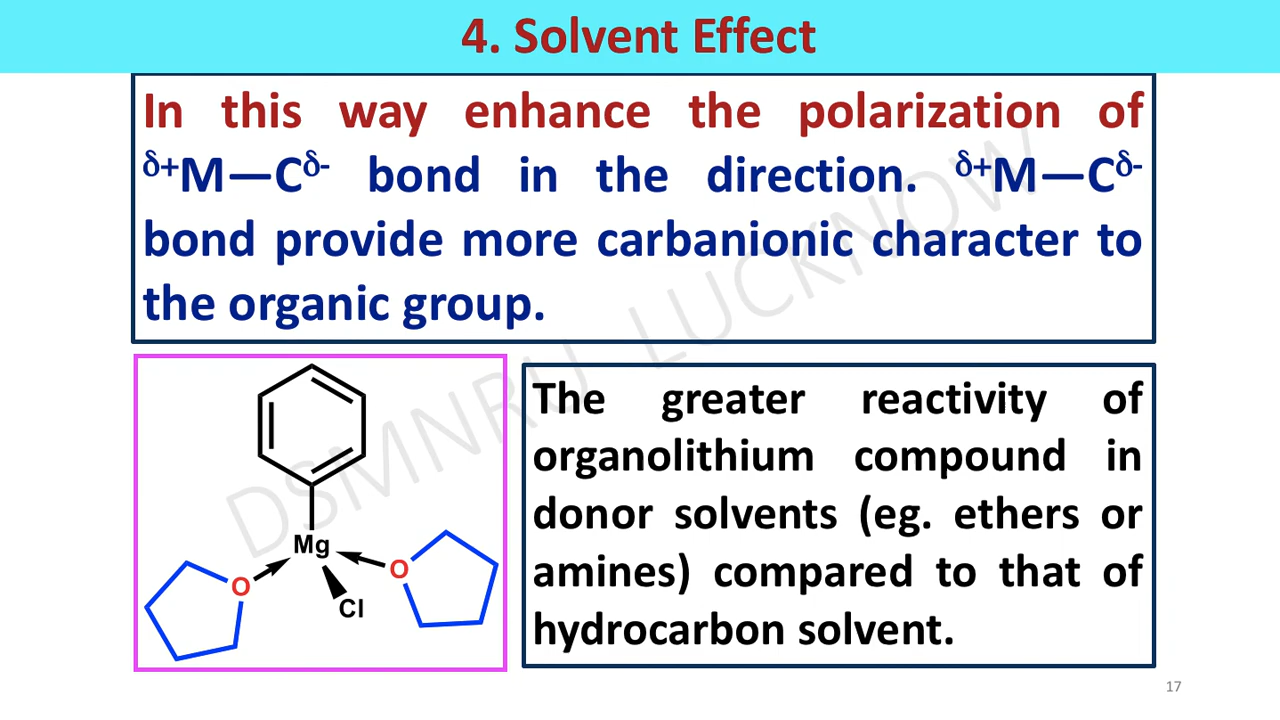 4. Solvent Effect
In this way enhance the polarization of
δ+M—Cδ- bond in the direction. δ+M—Cδ-
bond provide more carbanionic character to
the organic group.
Mg
O
O
Cl
The greater reactivity of
organolithium compound in
donor solvents (eg. ethers or
amines) compared to that of
hydrocarbon solvent.
DSMNRU LUCKNOW
17